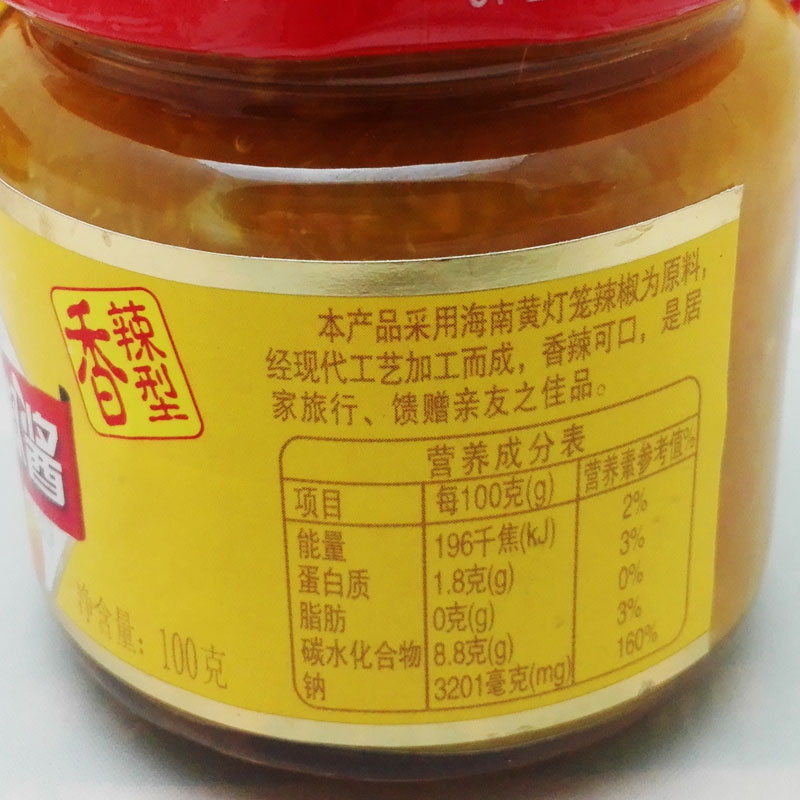 香辣型
酱
本产品采用海南黄灯笼辣椒为原料,
经现代工艺加工而成，香辣可口，是居
家旅行、馈赠亲友之佳品。
营养成分表
项目 每100克(g) 营养素参考值%
能量 196千焦(kJ) 2%
蛋白质 1.8克(g) 3%
脂肪 0克(g) 0%
碳水化合物 8.8克(g) 3%
钠 3201毫克(mg) 160%
净含量：100克